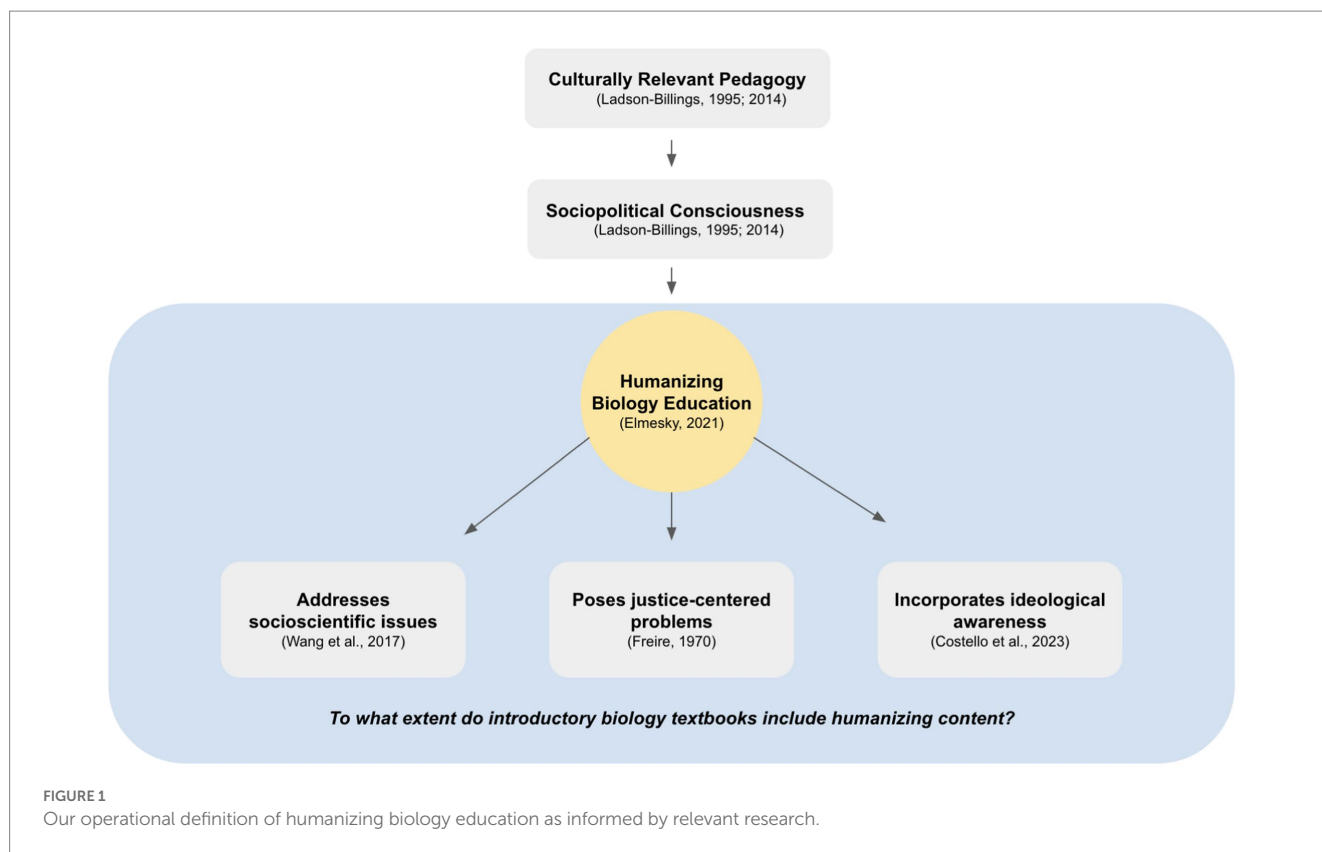 Culturally Relevant Pedagogy
(Ladson-Billings, 1995; 2014)
Sociopolitical Consciousness
(Ladson-Billings, 1995; 2014)
Humanizing
Biology Education
(Elmesky, 2021)
Addresses
socioscientific issues
(Wang et al., 2017)
Poses justice-centered
problems
(Freire, 1970)
Incorporates ideological
awareness
(Costello et al., 2023)
To what extent do introductory biology textbooks include humanizing content?
FIGURE 1
Our operational definition of humanizing biology education as informed by relevant research.